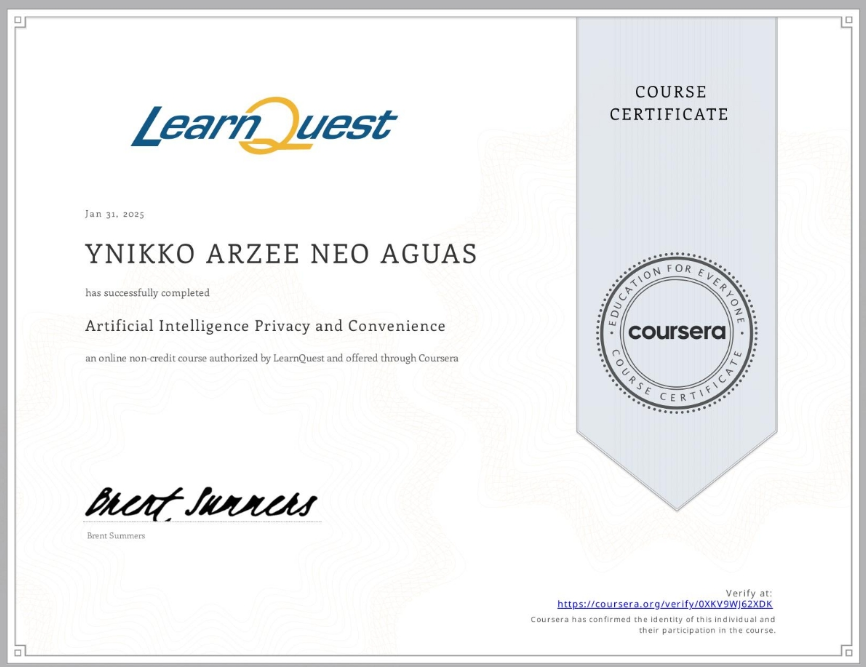 LearnQuest
COURSE
CERTIFICATE
Jan 31, 2025
YNIKKO ARZEE NEO AGUAS
has successfully completed
Artificial Intelligence Privacy and Convenience
an online non-credit course authorized by LearnQuest and offered through Coursera
EDUCATION FOR EVERYONE
coursera
COURSE CERTIFICATE
Brent Summers
Brent Summers
Verify at:
https://coursera.org/verify/0XKV9WJ62XDK
Coursera has confirmed the identity of this individual and
their participation in the course.